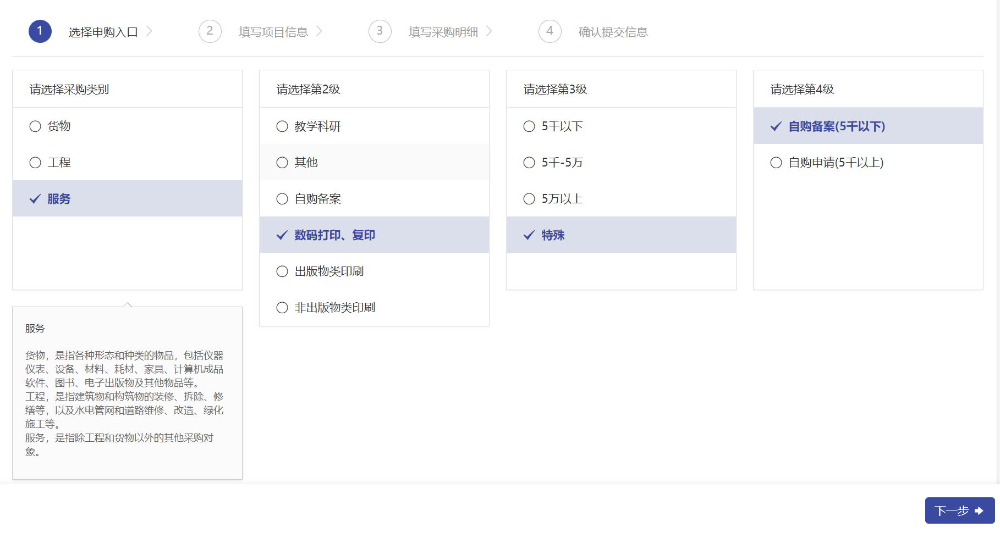 1 选择申购入口
2 填写项目信息
3 填写采购明细
4 确认提交信息
请选择采购类别
货物
工程
服务
请选择第2级
教学科研
其他
自购备案
数码打印、复印
出版物类印刷
非出版物类印刷
请选择第3级
5千以下
5千-5万
5万以上
特殊
请选择第4级
自购备案(5千以下)
自购申请(5千以上)
服务
货物，是指各种形态和种类的物品，包括仪器
仪表、设备、材料、耗材、家具、计算机成品
软件、图书、电子出版物及其他物品等。
工程，是指建筑物和构筑物的装修、拆除、修
缮等，以及水电管网和道路维修、改造、绿化
施工等。
服务，是指除工程和货物以外的其他采购对
象。
下一步